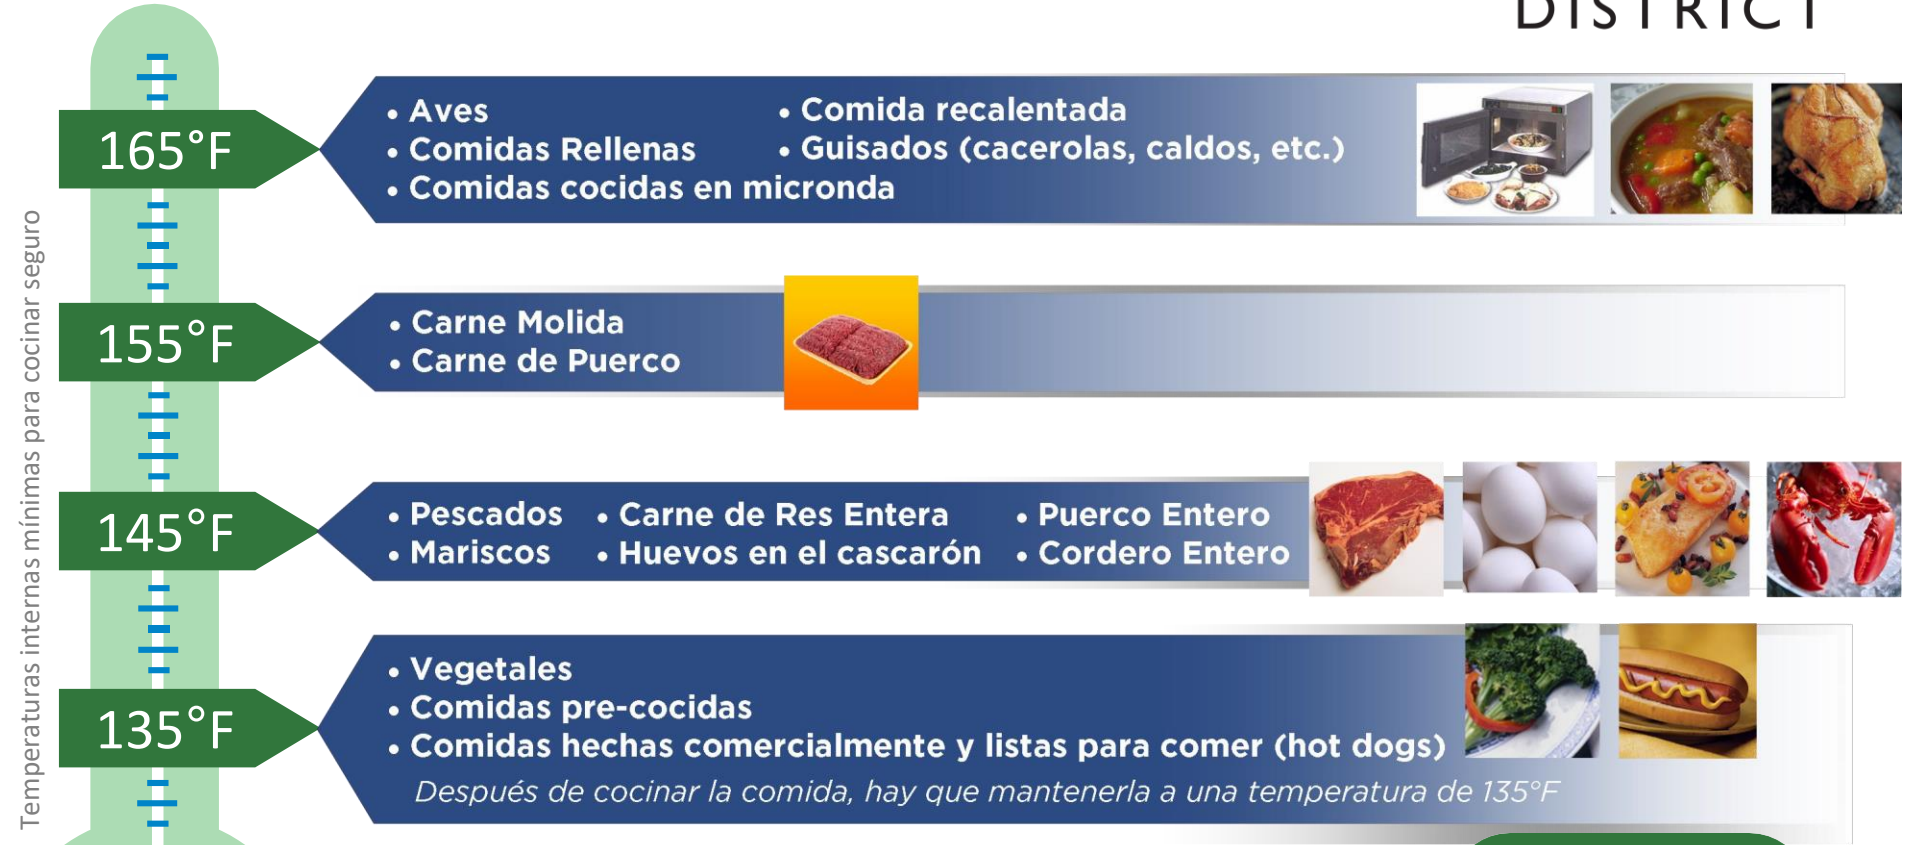 DISTRICT
Temperaturas internas mínimas para cocinar seguro
165°F
• Aves
• Comidas Rellenas
• Comidas cocidas en micronda
• Comida recalentada
• Guisados (cacerolas, caldos, etc.)
155°F
• Carne Molida
• Carne de Puerco
145°F
• Pescados
• Mariscos
• Carne de Res Entera
• Huevos en el cascarón
• Puerco Entero
• Cordero Entero
135°F
• Vegetales
• Comidas pre-cocidas
• Comidas hechas comercialmente y listas para comer (hot dogs)
Después de cocinar la comida, hay que mantenerla a una temperatura de 135°F